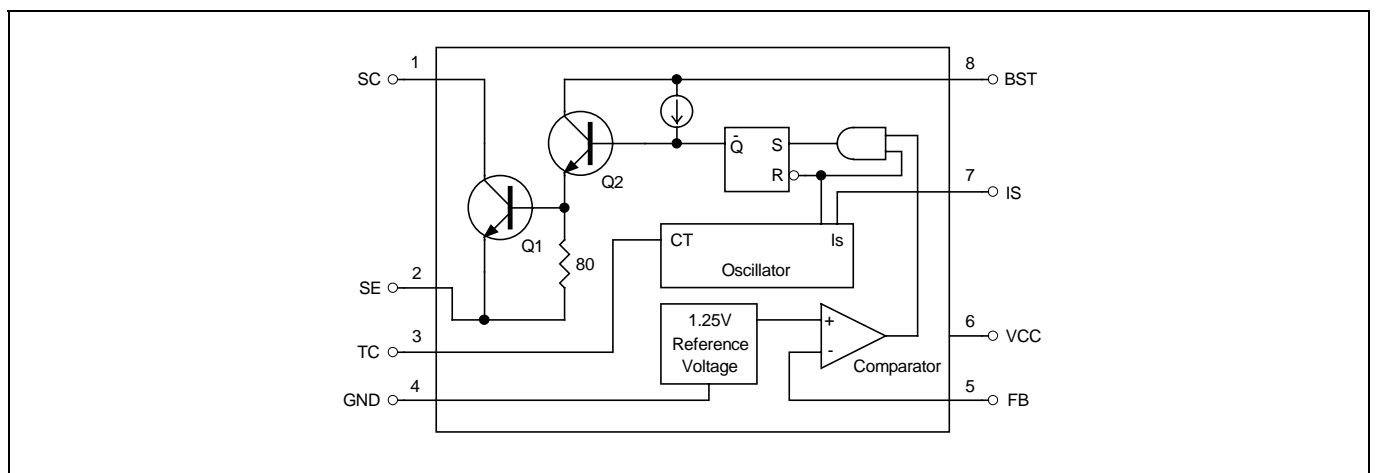 1
SC
8
BST
Q̄
S
R
Q2
7
IS
Q1
CT
Is
Oscillator
80
2
SE
1.25V
Reference
Voltage
+
-
Comparator
6
VCC
3
TC
4
GND
5
FB